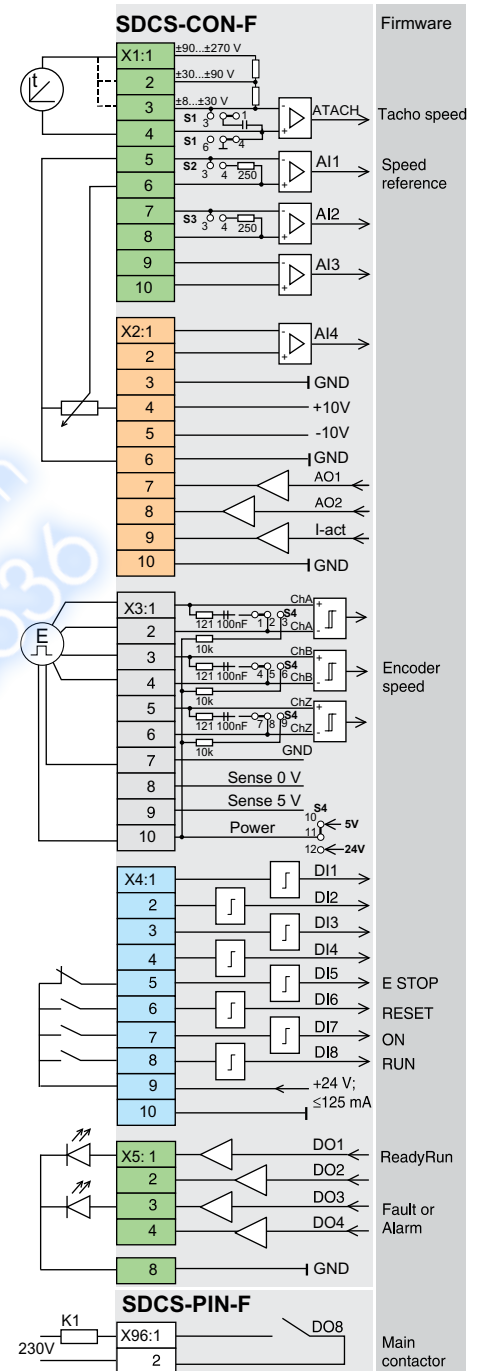 SDCS-CON-F Firmware
X1:1 ±90...±270 V
2 ±30...±90 V
3 ±8...±30 V - ATACH Tacho speed
S1 3 1
4 S1 6 4 +
5 S2 3 4 250 - AI1 Speed
6 + reference
7 S3 3 4 250 - AI2
8 +
9 - AI3
10 +
X2:1 - AI4
2 +
3 GND
4 +10V
5 -10V
6 GND
7 AO1
8 AO2
9 I-act
10 GND
X3:1 ChA +
121 100nF 1 2 3 S4
2 ChA -
10k
3 ChB +
121 100nF 4 5 6 S4
4 ChB -
10k
5 ChZ +
121 100nF 7 8 9 S4
6 ChZ -
10k
Encoder
speed
E
t
7 GND
8 Sense 0 V
9 Sense 5 V
10 Power S4
10 5V
11
12 24V
X4:1 DI1
2 DI2
3 DI3
4 DI4
5 DI5 E STOP
6 DI6 RESET
7 DI7 ON
8 DI8 RUN
9 +24 V;
10 ≤125 mA
X5: 1 DO1 ReadyRun
2 DO2
3 DO3 Fault or
4 DO4 Alarm
8 GND
SDCS-PIN-F
K1 X96:1 DO8 Main
230V 2 contactor